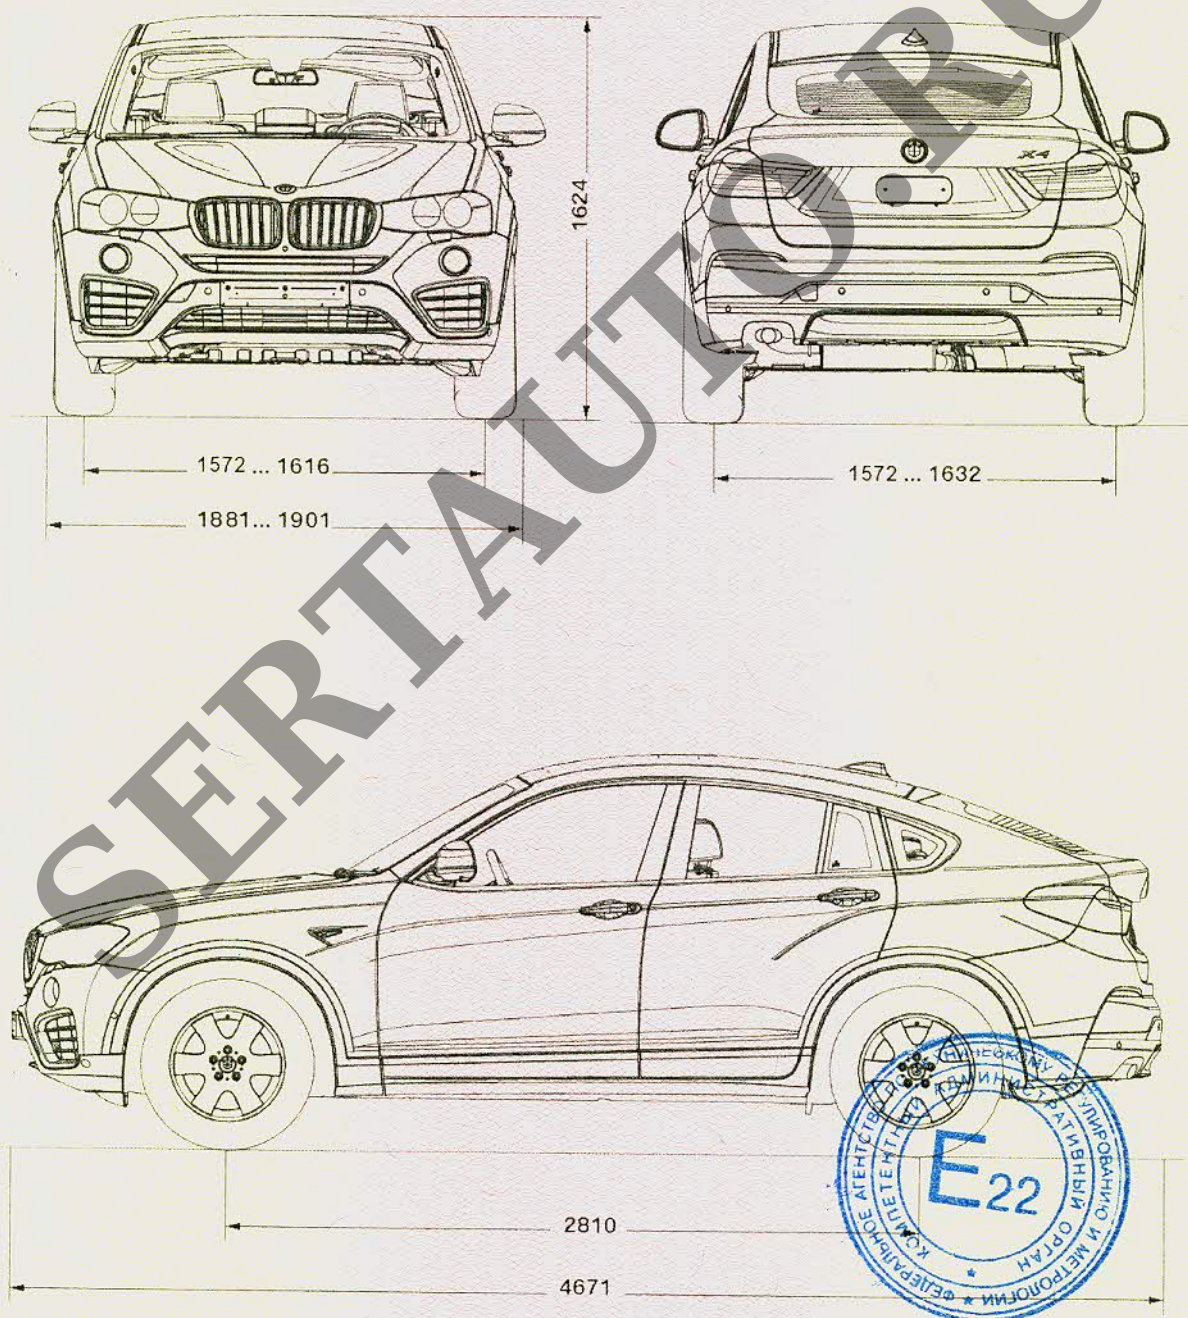 1624
X4
1572 ... 1616
1572 ... 1632
1881... 1901
SERTAUTO.RU
2810
4671
ФЕДЕРАЛЬНОЕ АГЕНТСТВО ПО ТЕХНИЧЕСКОМУ РЕГУЛИРОВАНИЮ И МЕТРОЛОГИИ
КОМПЕТЕНТНЫЙ АДМИНИСТРАТИВНЫЙ ОРГАН
E22